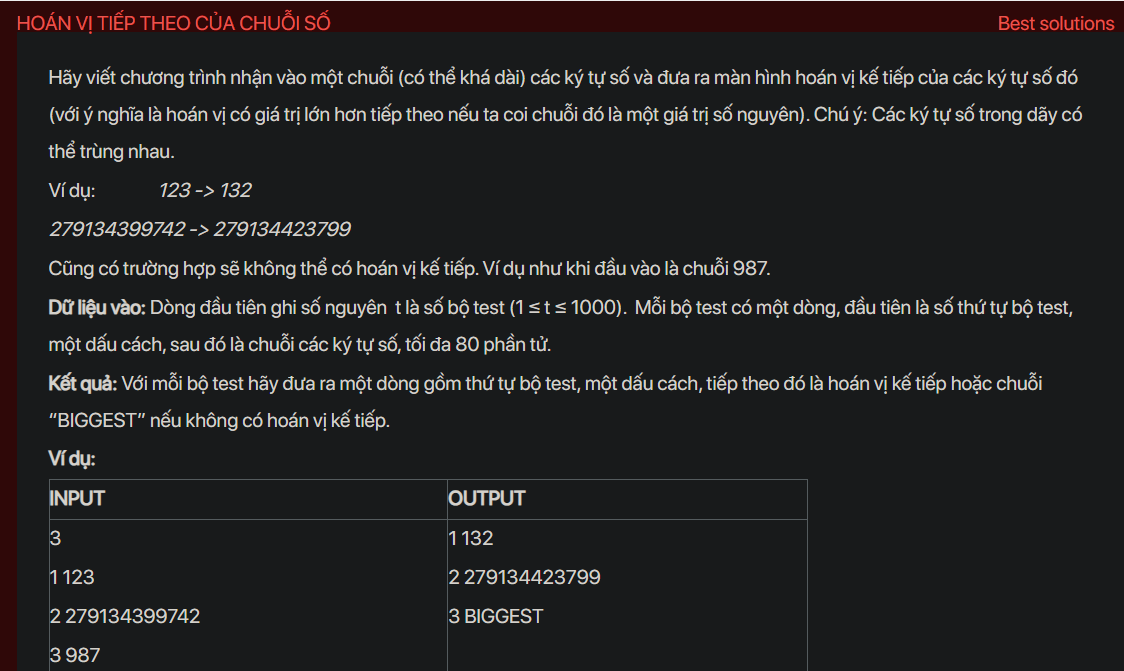 HOÁN VỊ TIẾP THEO CỦA CHUỖI SỐ
Best solutions
Hãy viết chương trình nhận vào một chuỗi (có thể khá dài) các ký tự số và đưa ra màn hình hoán vị kế tiếp của các ký tự số đó
(với ý nghĩa là hoán vị có giá trị lớn hơn tiếp theo nếu ta coi chuỗi đó là một giá trị số nguyên). Chú ý: Các ký tự số trong dãy có
thể trùng nhau.
Ví dụ: 123 -> 132
279134399742 -> 279134423799
Cũng có trường hợp sẽ không thể có hoán vị kế tiếp. Ví dụ như khi đầu vào là chuỗi 987.
Dữ liệu vào: Dòng đầu tiên ghi số nguyên t là số bộ test (1 ≤ t ≤ 1000). Mỗi bộ test có một dòng, đầu tiên là số thứ tự bộ test,
một dấu cách, sau đó là chuỗi các ký tự số, tối đa 80 phần tử.
Kết quả: Với mỗi bộ test hãy đưa ra một dòng gồm thứ tự bộ test, một dấu cách, tiếp theo đó là hoán vị kế tiếp hoặc chuỗi
“BIGGEST” nếu không có hoán vị kế tiếp.
Ví dụ:
INPUT OUTPUT
3 1 132
1 123 2 279134423799
2 279134399742 3 BIGGEST
3 987